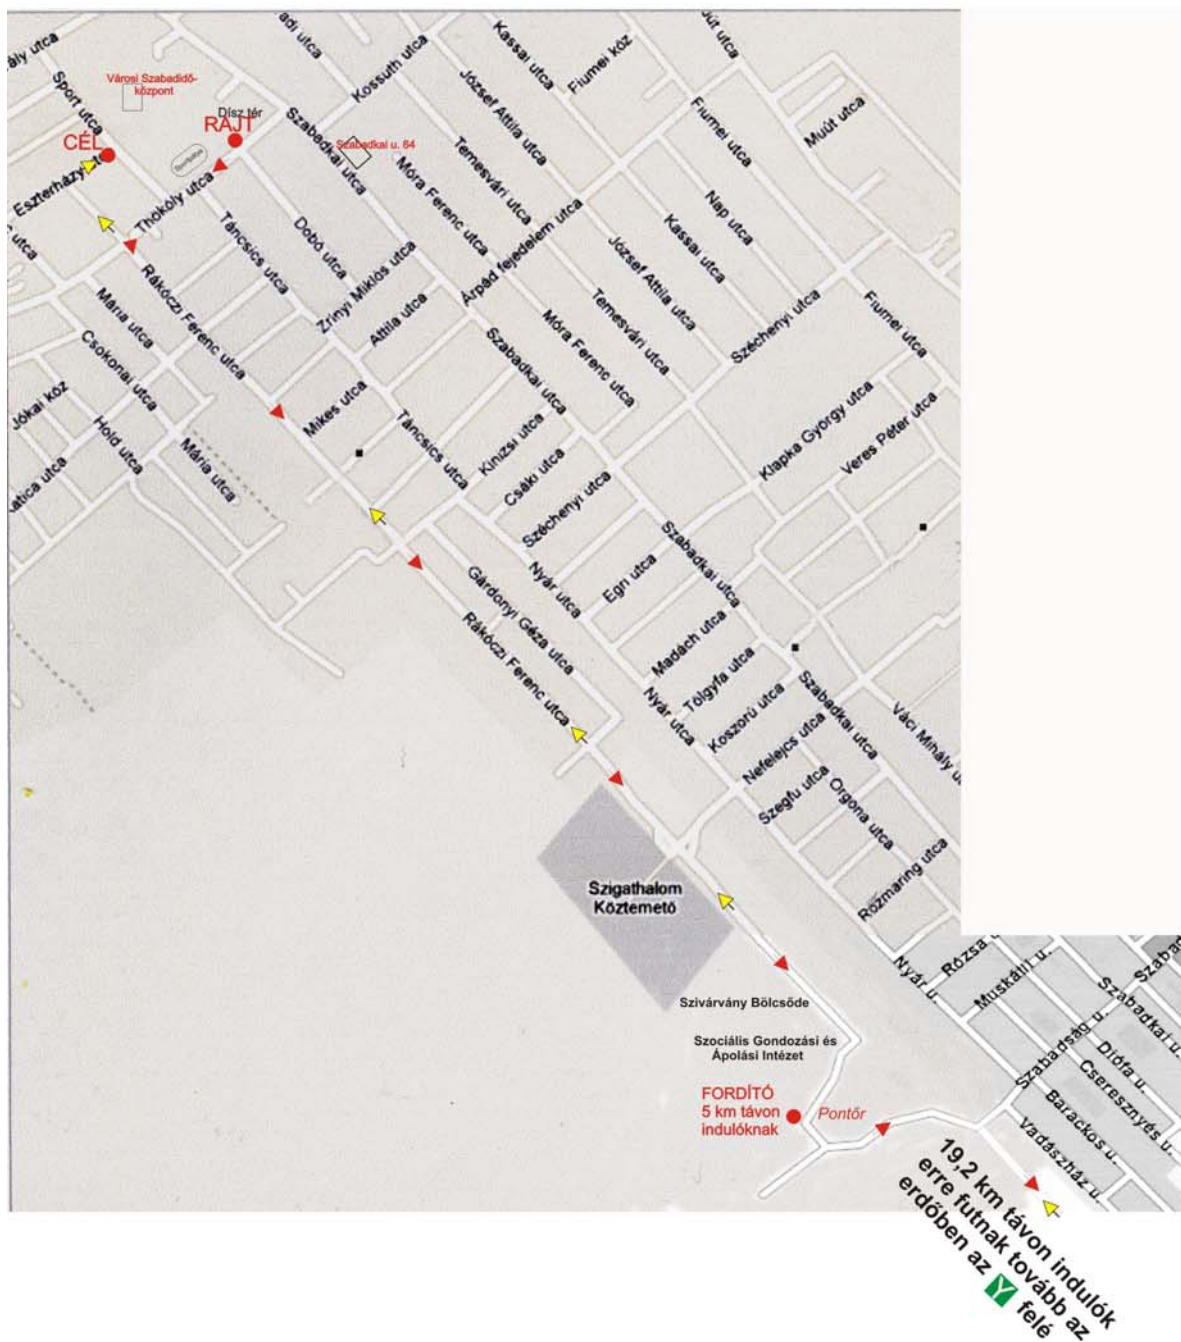 Kossuth utca
Kassai utca
Fiumei köz
József Attila utca
Fiumei utca
Muút utca
Sport utca
Városi Szabadidő-
központ
Dísz tér
RAJT
CÉL
Szabadkai utca
Szabadkai u. 64
Temesvári utca
Móra Ferenc utca
Nap utca
Kassai utca
Thököly utca
Táncsics utca
Dobó utca
Zrinyi Miklós utca
Attila utca
Árpád fejedelem utca
József Attila utca
Temesvári utca
Móra Ferenc utca
Széchenyi utca
Fiumei utca
Rákóczi Ferenc utca
Mária utca
Csokonai utca
Jókai köz
Hold utca
Mária utca
Mikes utca
Táncsics utca
Szabadkai utca
Kinizsi utca
Csáki utca
Széchenyi utca
Klapka György utca
Veres Péter utca
Szabadkai utca
Nyár utca
Egri utca
Gárdonyi Géza utca
Rákóczi Ferenc utca
Madách utca
Tölgyfa utca
Koszorú utca
Nyár utca
Nefelejcs utca
Szabadkai utca
Szegfu utca
Orgona utca
Rozmaring utca
Szigathalom
Köztemető
Szivárvány Bölcsőde
Szociális Gondozási és
Ápolási Intézet
FORDÍTÓ
5 km távon
indulóknak
Pontőr
Nyár u.
Muskátli u.
Szabadkai u.
Szabadság u.
Diófa u.
Cseresznyés u.
Barackos u.
Vadászház u.
19,2 km távon indulók
erre futnak tovább az
erdőben az Y felé